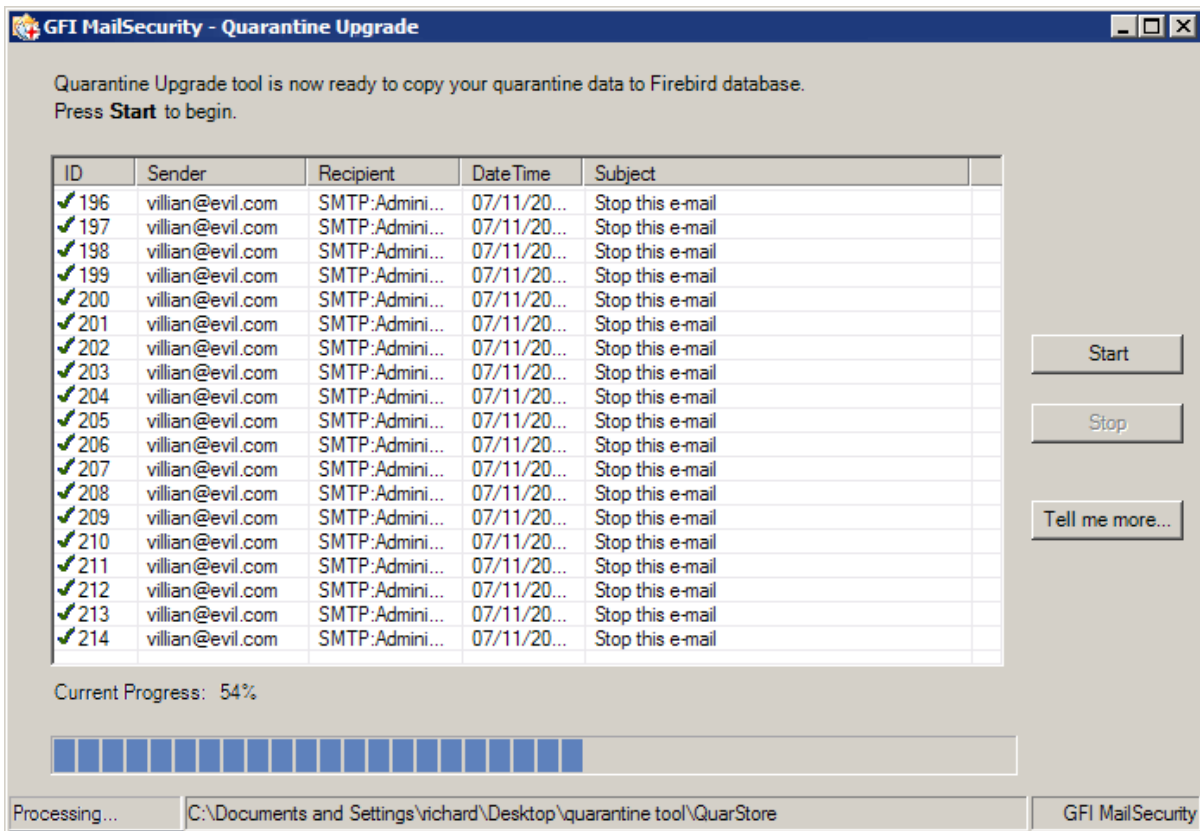 GFI MailSecurity - Quarantine Upgrade
Quarantine Upgrade tool is now ready to copy your quarantine data to Firebird database.
Press Start to begin.
ID Sender Recipient DateTime Subject
196 villian@evil.com SMTP:Admini... 07/11/20... Stop this e-mail
197 villian@evil.com SMTP:Admini... 07/11/20... Stop this e-mail
198 villian@evil.com SMTP:Admini... 07/11/20... Stop this e-mail
199 villian@evil.com SMTP:Admini... 07/11/20... Stop this e-mail
200 villian@evil.com SMTP:Admini... 07/11/20... Stop this e-mail
201 villian@evil.com SMTP:Admini... 07/11/20... Stop this e-mail
202 villian@evil.com SMTP:Admini... 07/11/20... Stop this e-mail
203 villian@evil.com SMTP:Admini... 07/11/20... Stop this e-mail
204 villian@evil.com SMTP:Admini... 07/11/20... Stop this e-mail
205 villian@evil.com SMTP:Admini... 07/11/20... Stop this e-mail
206 villian@evil.com SMTP:Admini... 07/11/20... Stop this e-mail
207 villian@evil.com SMTP:Admini... 07/11/20... Stop this e-mail
208 villian@evil.com SMTP:Admini... 07/11/20... Stop this e-mail
209 villian@evil.com SMTP:Admini... 07/11/20... Stop this e-mail
210 villian@evil.com SMTP:Admini... 07/11/20... Stop this e-mail
211 villian@evil.com SMTP:Admini... 07/11/20... Stop this e-mail
212 villian@evil.com SMTP:Admini... 07/11/20... Stop this e-mail
213 villian@evil.com SMTP:Admini... 07/11/20... Stop this e-mail
214 villian@evil.com SMTP:Admini... 07/11/20... Stop this e-mail
Start
Stop
Tell me more...
Current Progress: 54%
Processing... C:\Documents and Settings\richard\Desktop\quarantine tool\QuarStore GFI MailSecurity